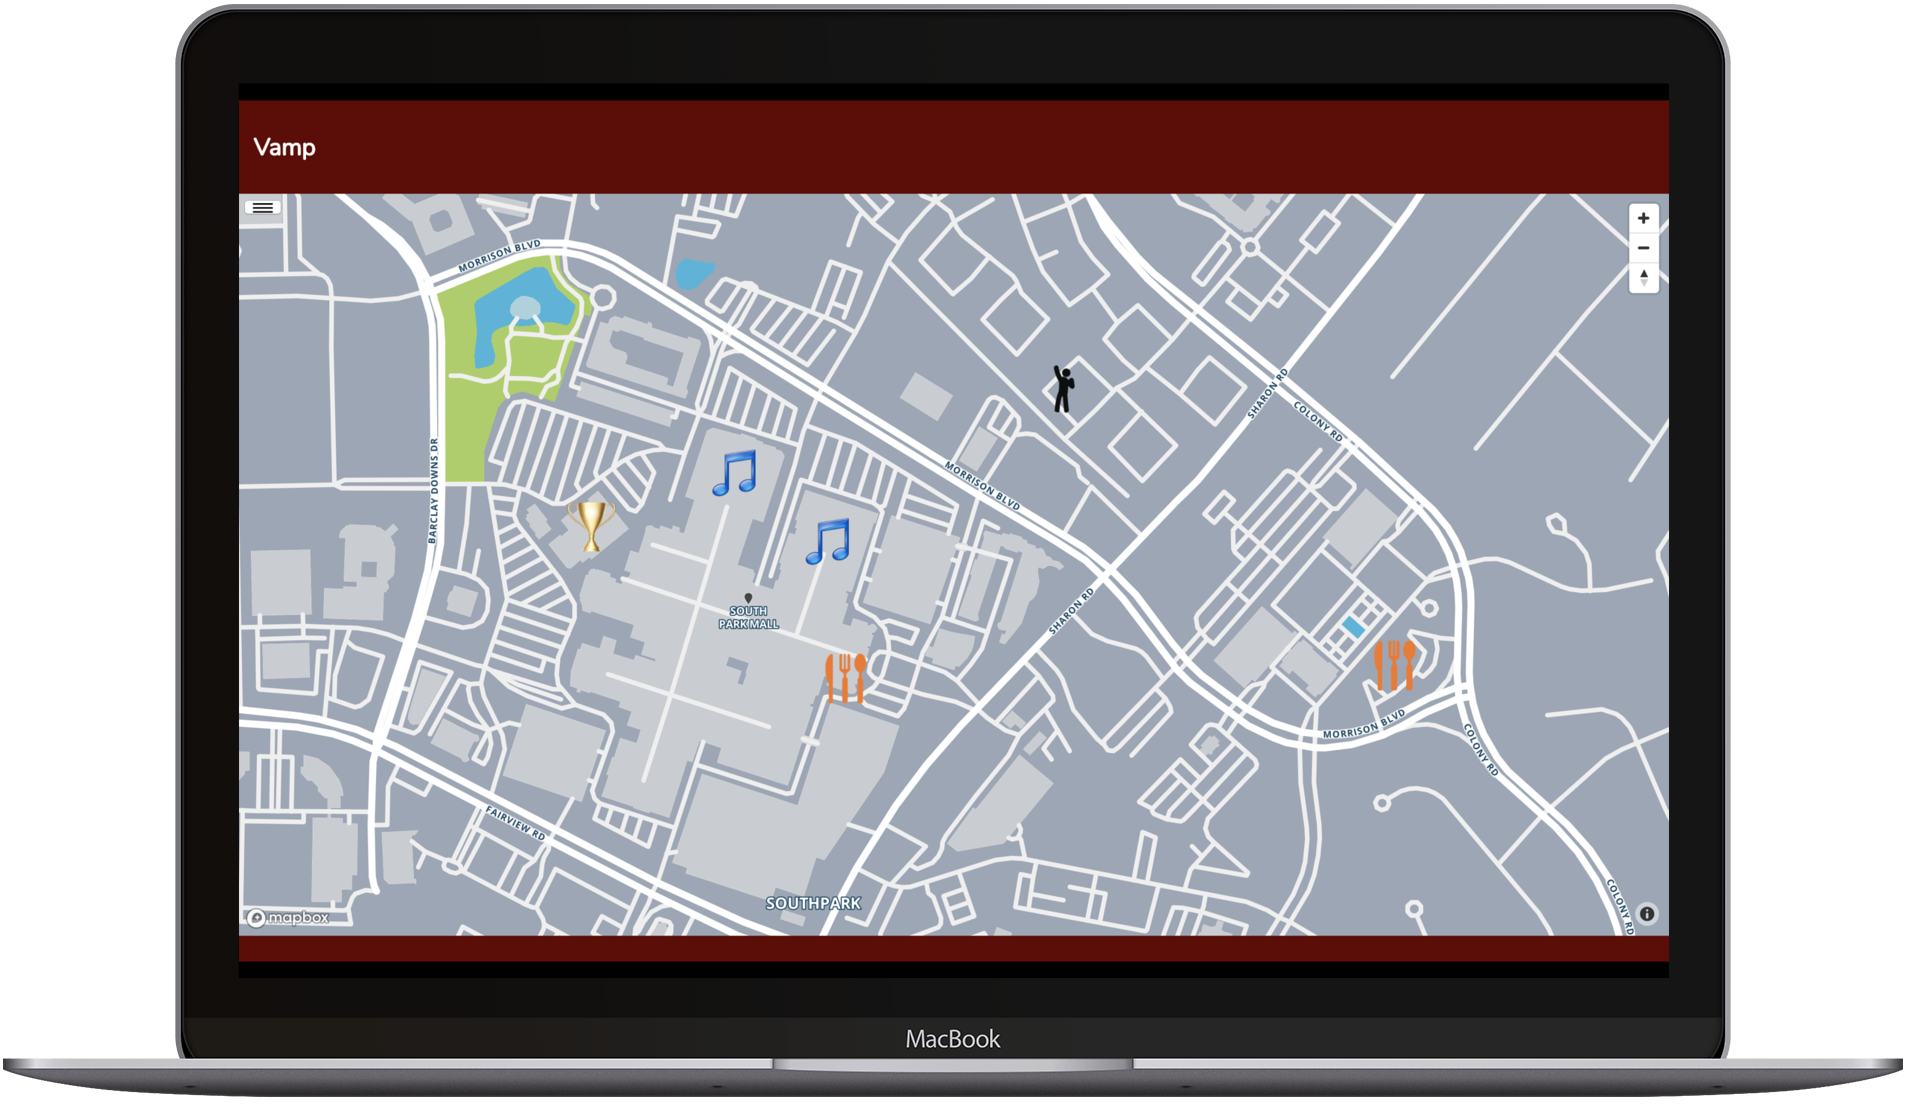 Vamp
MORRISON BLVD
SHARON RD
COLONY RD
BARCLAY DOWNS DR
MORRISON BLVD
SOUTH
PARK MALL
SHARON RD
MORRISON BLVD
COLONY RD
FAIRVIEW RD
SOUTHPARK
COLONY RD
mapbox
MacBook